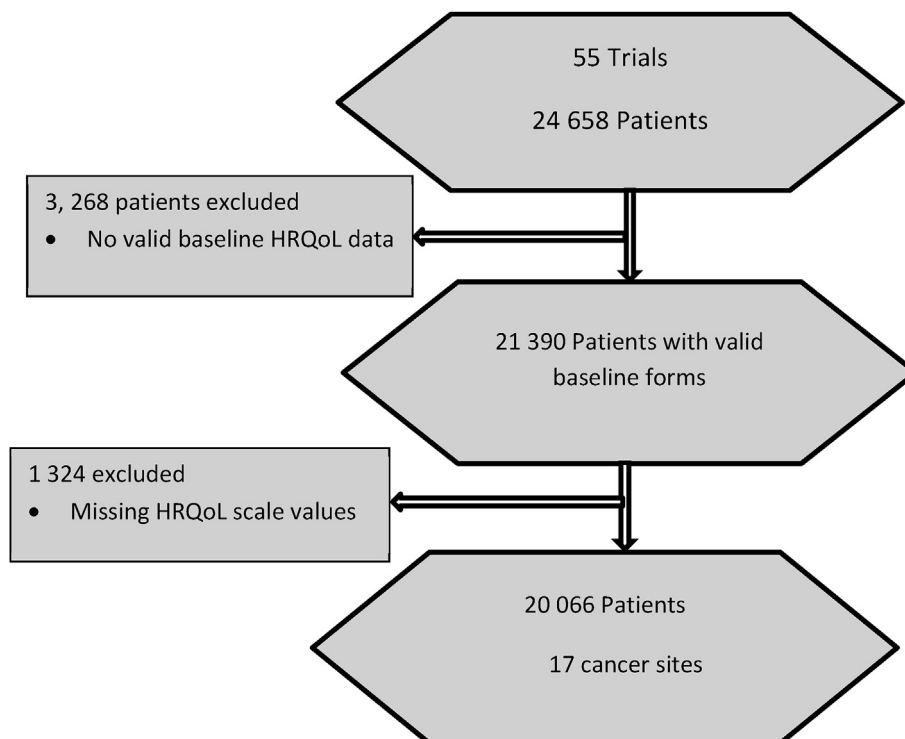 55 Trials
24 658 Patients
3, 268 patients excluded
• No valid baseline HRQoL data
21 390 Patients with valid
baseline forms
1 324 excluded
• Missing HRQoL scale values
20 066 Patients
17 cancer sites